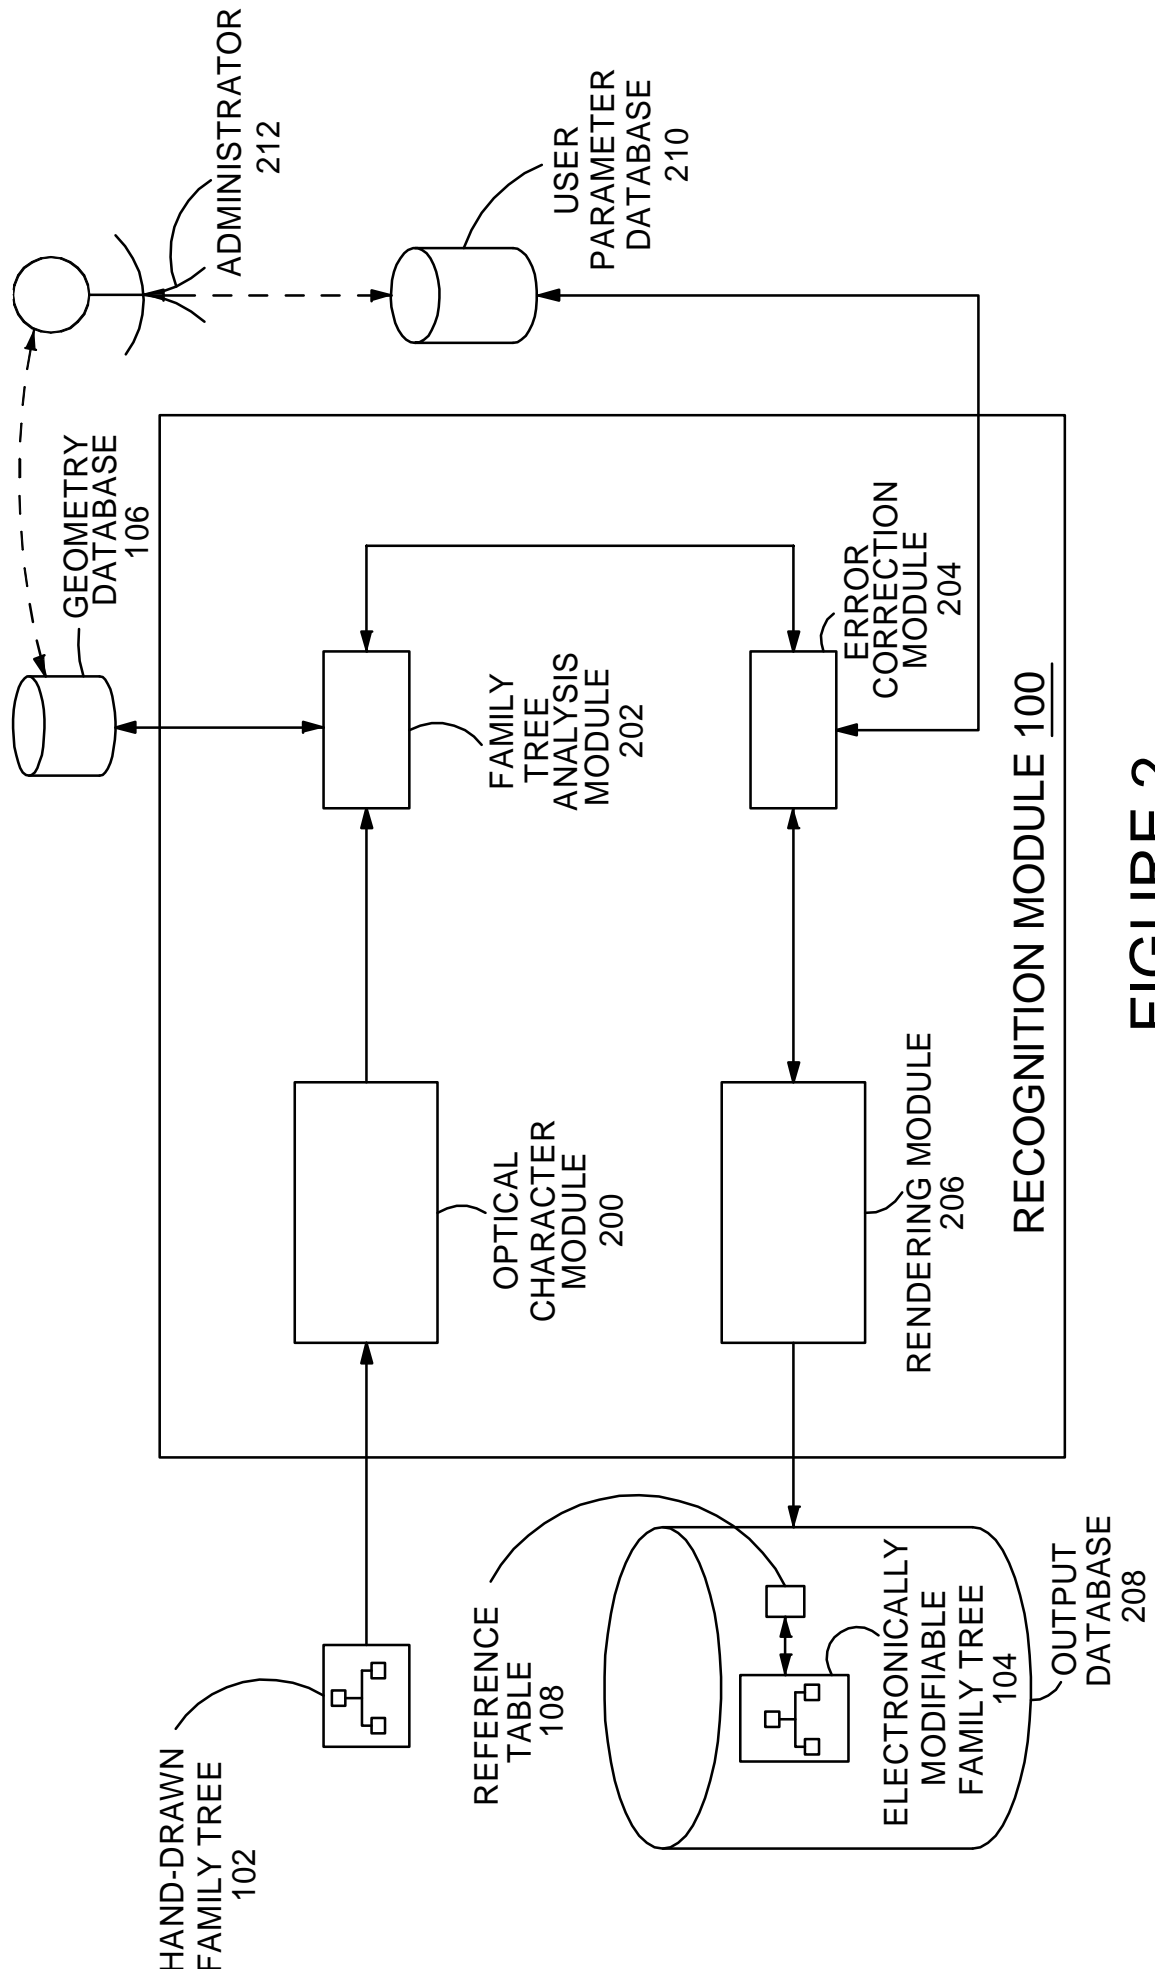 HAND-DRAWN
FAMILY TREE
102
GEOMETRY
DATABASE
106
ADMINISTRATOR
212
OPTICAL
CHARACTER
MODULE
200
FAMILY
TREE
ANALYSIS
MODULE
202
USER
PARAMETER
DATABASE
210
REFERENCE
TABLE
108
ELECTRONICALLY
MODIFIABLE
FAMILY TREE
104
OUTPUT
DATABASE
208
RENDERING MODULE
206
ERROR
CORRECTION
MODULE
204
RECOGNITION MODULE 100
FIGURE 2